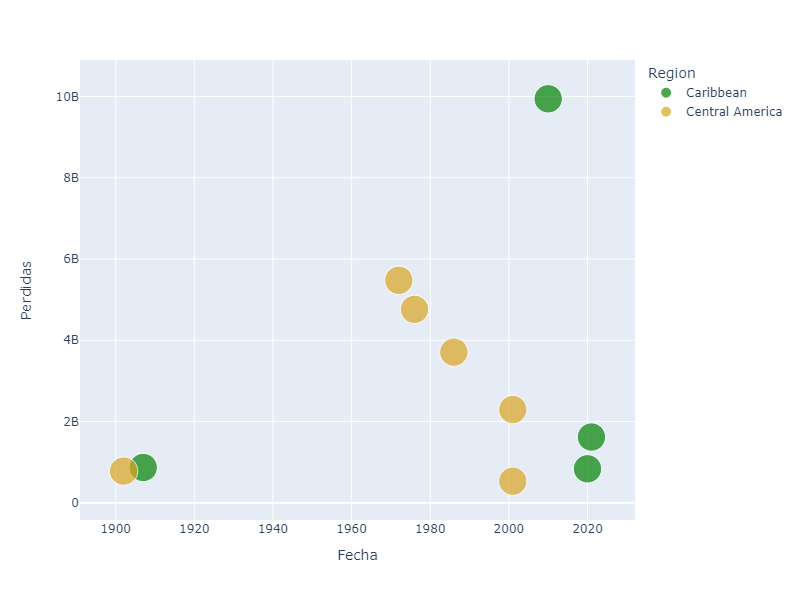 Region
Caribbean
Central America
10B
8B
6B
4B
2B
0
Perdidas
1900
1920
1940
1960
1980
2000
2020
Fecha